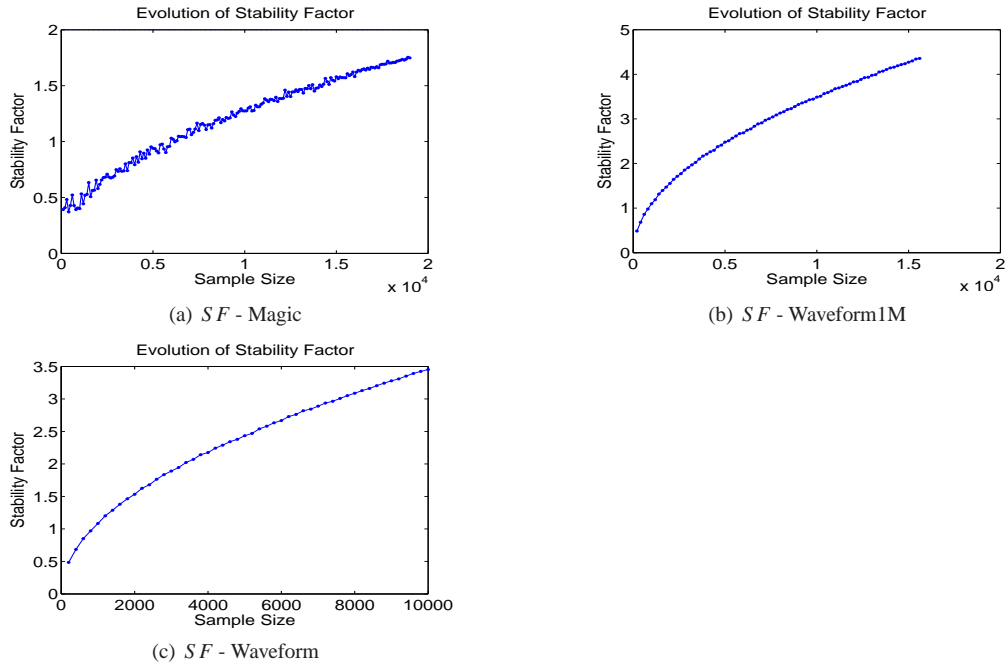 Evolution of Stability Factor
2
1.5
1
0.5
0
Stability Factor
0
0.5
1
1.5
2
Sample Size
x 10^4
(a) SF - Magic
Evolution of Stability Factor
5
4
3
2
1
0
Stability Factor
0
0.5
1
1.5
2
Sample Size
x 10^4
(b) SF - Waveform1M
Evolution of Stability Factor
3.5
3
2.5
2
1.5
1
0.5
0
Stability Factor
0
2000
4000
6000
8000
10000
Sample Size
(c) SF - Waveform